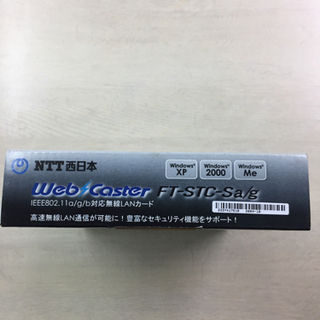 NTT西日本
Windows® XP
Windows® 2000
Windows® Me
Web Caster FT-STC-Sa/g
IEEE802.11a/g/b対応無線LANカード
高速無線LAN通信が可能に!豊富なセキュリティ機能をサポート!